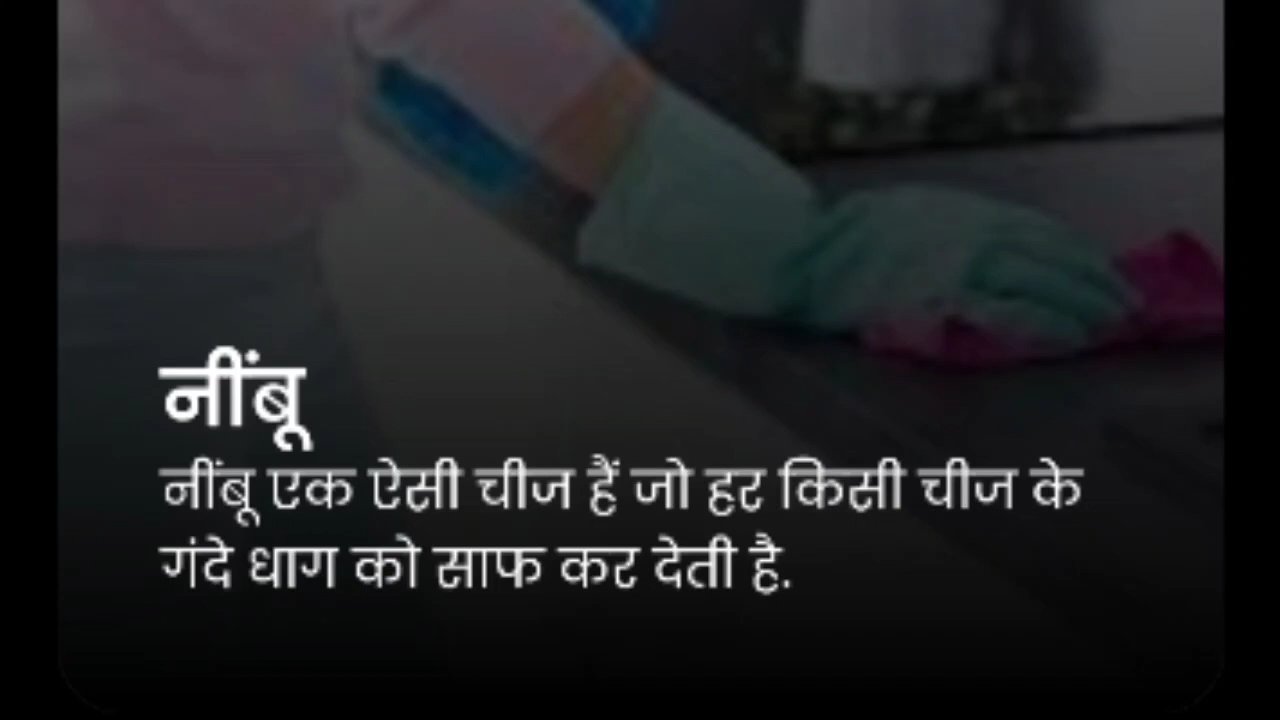 नींबू
नींबू एक ऐसी चीज हैं जो हर किसी चीज के
गंदे धाग को साफ कर देती है.